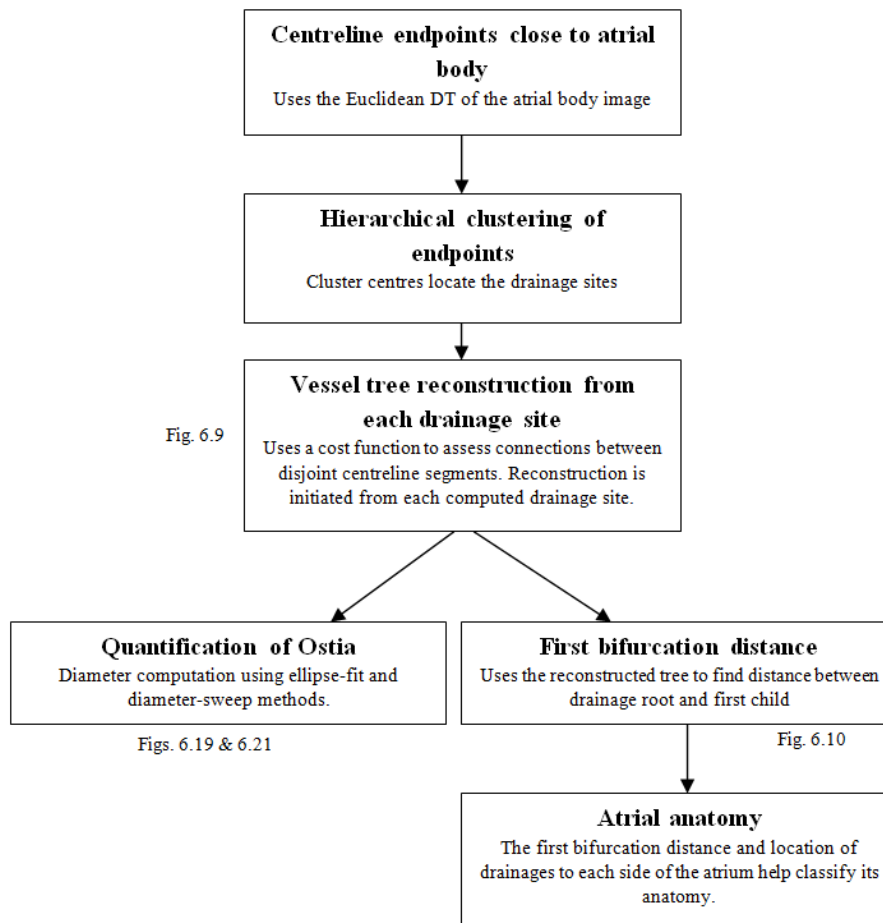 Centreline endpoints close to atrial
body
Uses the Euclidean DT of the atrial body image
Hierarchical clustering of
endpoints
Cluster centres locate the drainage sites
Vessel tree reconstruction from
each drainage site
Fig. 6.9
Uses a cost function to assess connections between
disjoint centreline segments. Reconstruction is
initiated from each computed drainage site.
Quantification of Ostia
Diameter computation using ellipse-fit and
diameter-sweep methods.
Figs. 6.19 & 6.21
First bifurcation distance
Uses the reconstructed tree to find distance between
drainage root and first child
Fig. 6.10
Atrial anatomy
The first bifurcation distance and location of
drainages to each side of the atrium help classify its
anatomy.